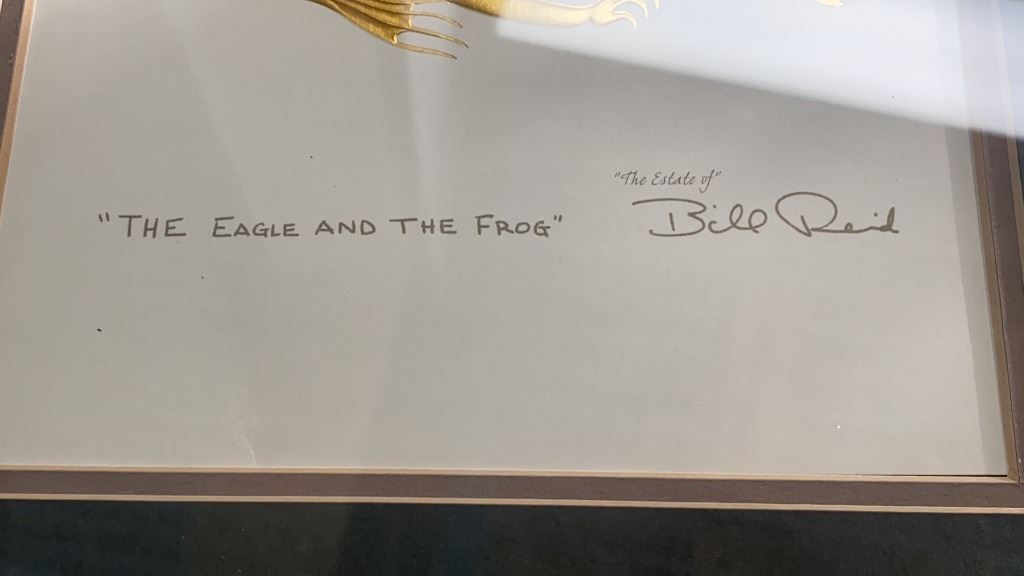 "The Estate of"
"THE EAGLE AND THE FROG" Bill Reid